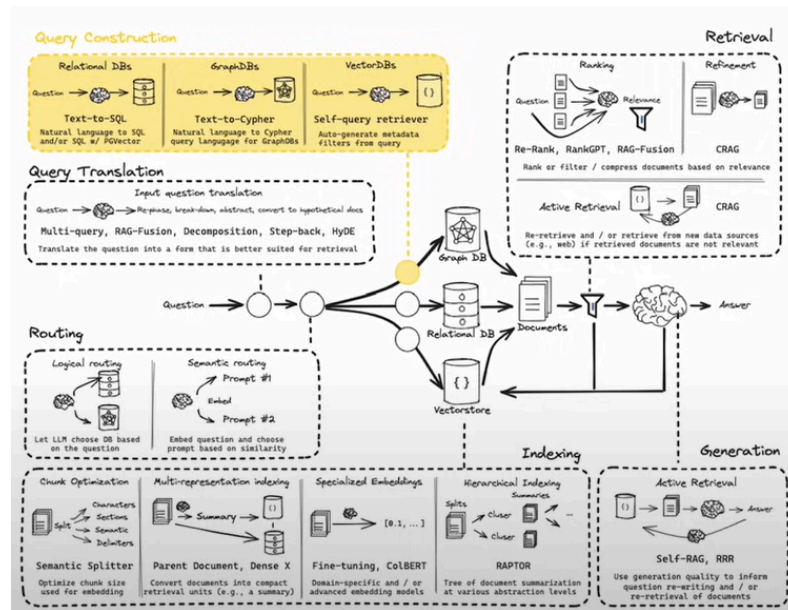 Query Construction
Relational DBs
Question
Text-to-SQL
Natural language to SQL
and/or SQL w/ PGVector
GraphDBs
Question
Text-to-Cypher
Natural language to Cypher
query langugage for GraphDBs
VectorDBs
Question
{ }
Self-query retriever
Auto-generate metadata
filters from query
Retrieval
Ranking
Question
Relevance
Re-Rank, RankGPT, RAG-Fusion
Refinement
CRAG
Rank or filter / compress documents based on relevance
Active Retrieval
{ }
CRAG
Re-retrieve and / or retrieve from new data sources
(e.g., web) if retrieved documents are not relevant
Query Translation
Input question translation
Question
Re-phase, break-down, abstract, convert to hypothetical docs
Multi-query, RAG-Fusion, Decomposition, Step-back, HyDE
Translate the question into a form that is better suited for retrieval
Question
Graph DB
Relational DB
{ }
Vectorstore
Documents
Answer
Routing
Logical routing
Let LLM choose DB based
on the question
Semantic routing
Prompt #1
Embed
Prompt #2
Embed question and choose
prompt based on similarity
Indexing
Chunk Optimization
Split
Characters
Sections
Semantic
Delimiters
Semantic Splitter
Optimize chunk size
used for embedding
Multi-representation indexing
Summary
{ }
Parent Document, Dense X
Convert documents into compact
retrieval units (e.g., a summary)
Specialized Embeddings
[0.1, ...]
Fine-tuning, ColBERT
Domain-specific and / or
advanced embedding models
Hierarchical Indexing
Splits
Summaries
Cluser
Cluser
...
RAPTOR
Tree of document summarization
at various abstraction levels
Generation
Active Retrieval
{ }
Answer
Self-RAG, RRR
Use generation quality to inform
question re-writing and / or
re-retrieval of documents